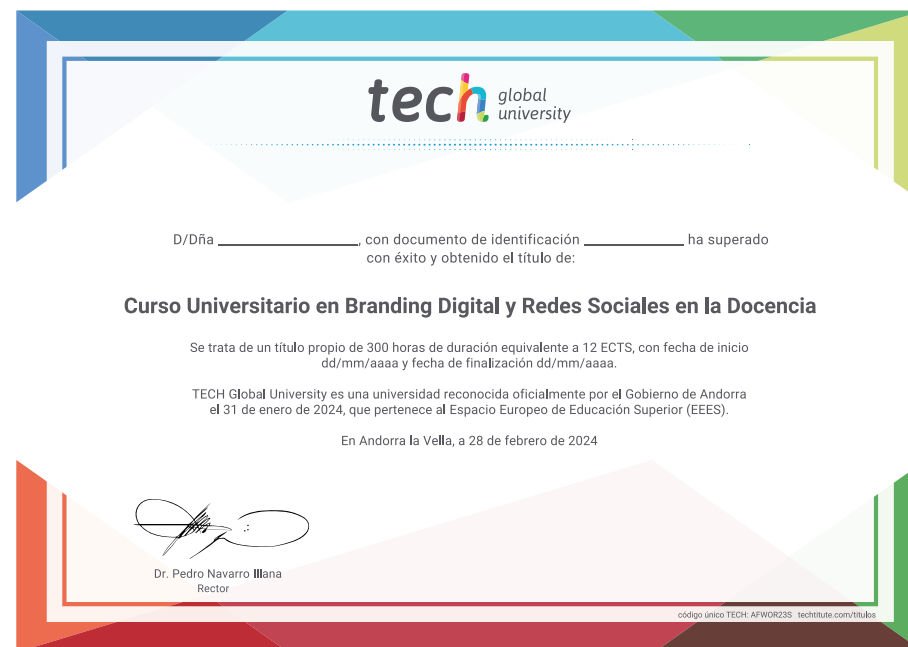 tech global university
D/Dña ____________________, con documento de identificación ______________ ha superado
con éxito y obtenido el título de:
Curso Universitario en Branding Digital y Redes Sociales en la Docencia
Se trata de un título propio de 300 horas de duración equivalente a 12 ECTS, con fecha de inicio
dd/mm/aaaa y fecha de finalización dd/mm/aaaa.
TECH Global University es una universidad reconocida oficialmente por el Gobierno de Andorra
el 31 de enero de 2024, que pertenece al Espacio Europeo de Educación Superior (EEES).
En Andorra la Vella, a 28 de febrero de 2024
Dr. Pedro Navarro Illana
Rector
código único TECH: AFWOR23S techtitute.com/titulos